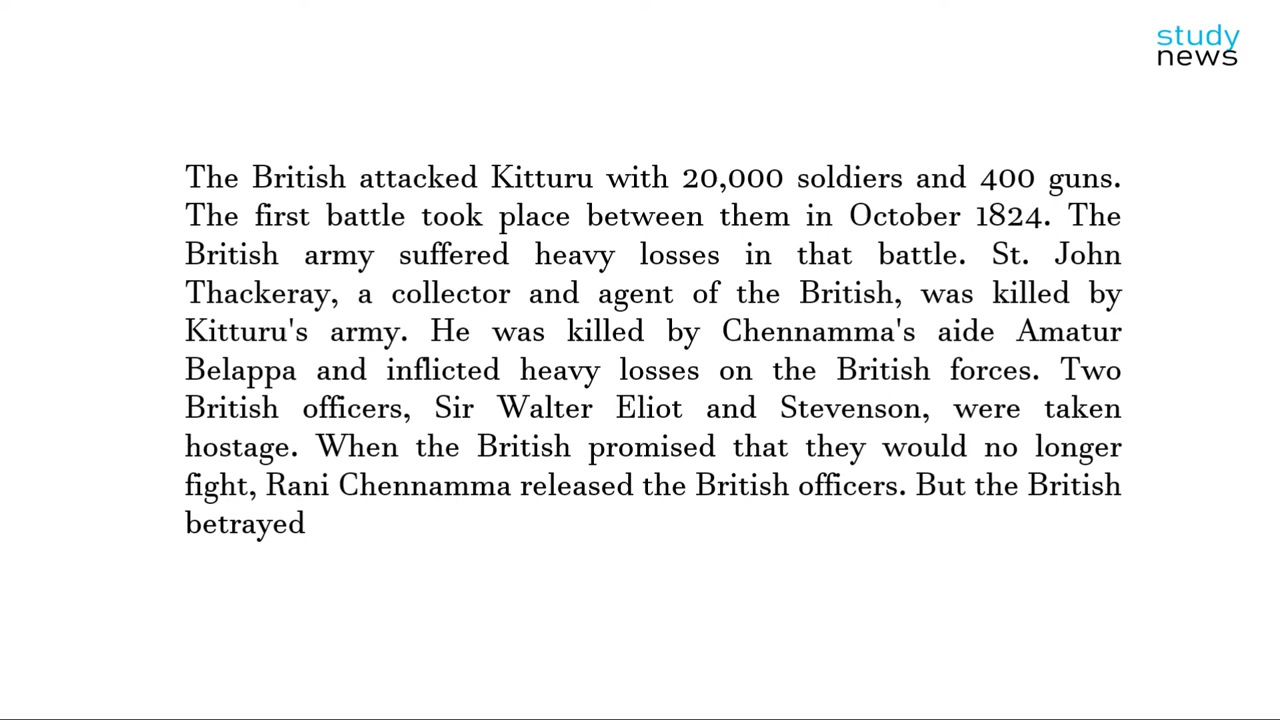 study
news
The British attacked Kitturu with 20,000 soldiers and 400 guns.
The first battle took place between them in October 1824. The
British army suffered heavy losses in that battle. St. John
Thackeray, a collector and agent of the British, was killed by
Kitturu's army. He was killed by Chennamma's aide Amatur
Belappa and inflicted heavy losses on the British forces. Two
British officers, Sir Walter Eliot and Stevenson, were taken
hostage. When the British promised that they would no longer
fight, Rani Chennamma released the British officers. But the British
betrayed